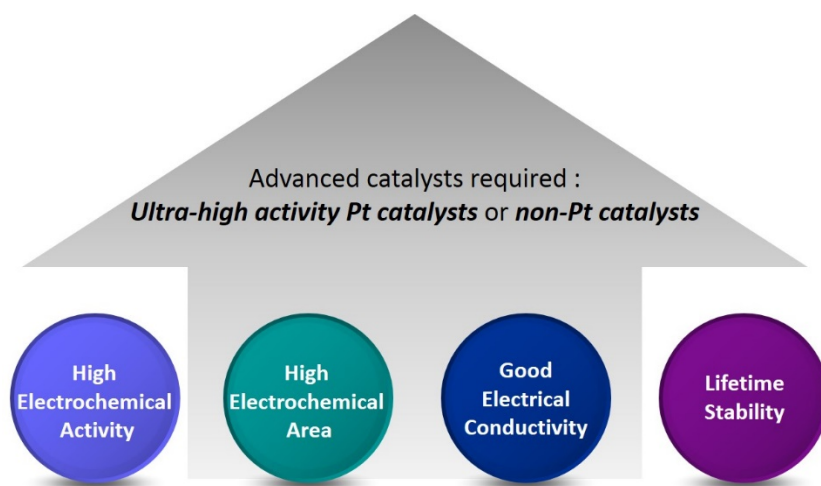 Advanced catalysts required :
Ultra-high activity Pt catalysts or non-Pt catalysts
High
Electrochemical
Activity
High
Electrochemical
Area
Good
Electrical
Conductivity
Lifetime
Stability